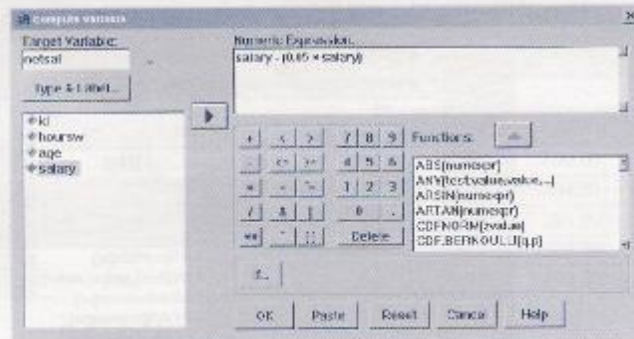 Compute Variable
Target Variable:
netsal
Numeric Expression:
salary - (0.05 * salary)
Type & Label...
id
hoursw
age
salary
+ < > 7 8 9
- <= >= 4 5 6
* = ~= 1 2 3
/ & | 0 .
** ~ () Delete
Functions:
ABS(numexpr)
ANY(test,value,value,...)
ARSIN(numexpr)
ARTAN(numexpr)
CDFNORM(zvalue)
CDF.BERNOULLI(q,p)
If...
OK Paste Reset Cancel Help